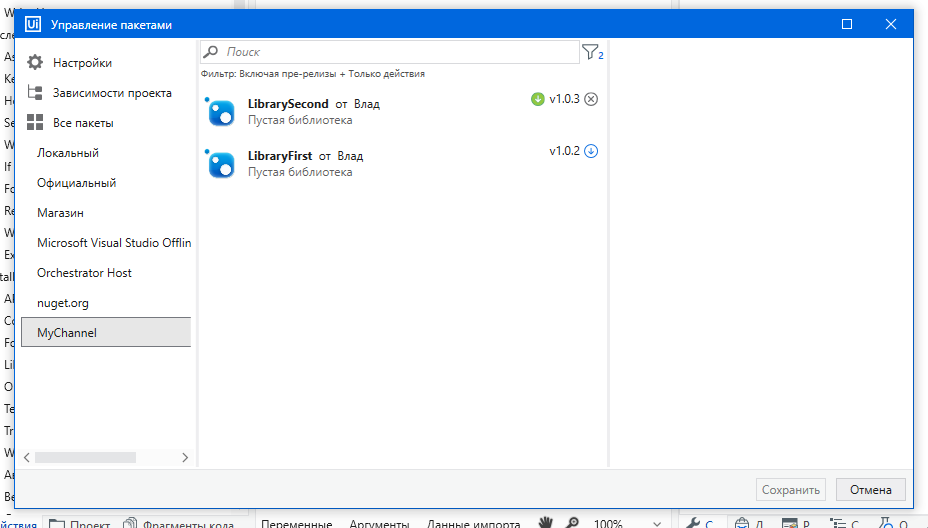 Ui Управление пакетами
Настройки
Зависимости проекта
Все пакеты
Локальный
Официальный
Магазин
Microsoft Visual Studio Offlin
Orchestrator Host
nuget.org
MyChannel
Поиск
2
Фильтр: Включая пре-релизы + Только действия
LibrarySecond от Влад
v1.0.3
Пустая библиотека
LibraryFirst от Влад
v1.0.2
Пустая библиотека
Сохранить
Отмена
Проект
Фрагменты кода
Переменные
Аргументы
Данные импорта
100%